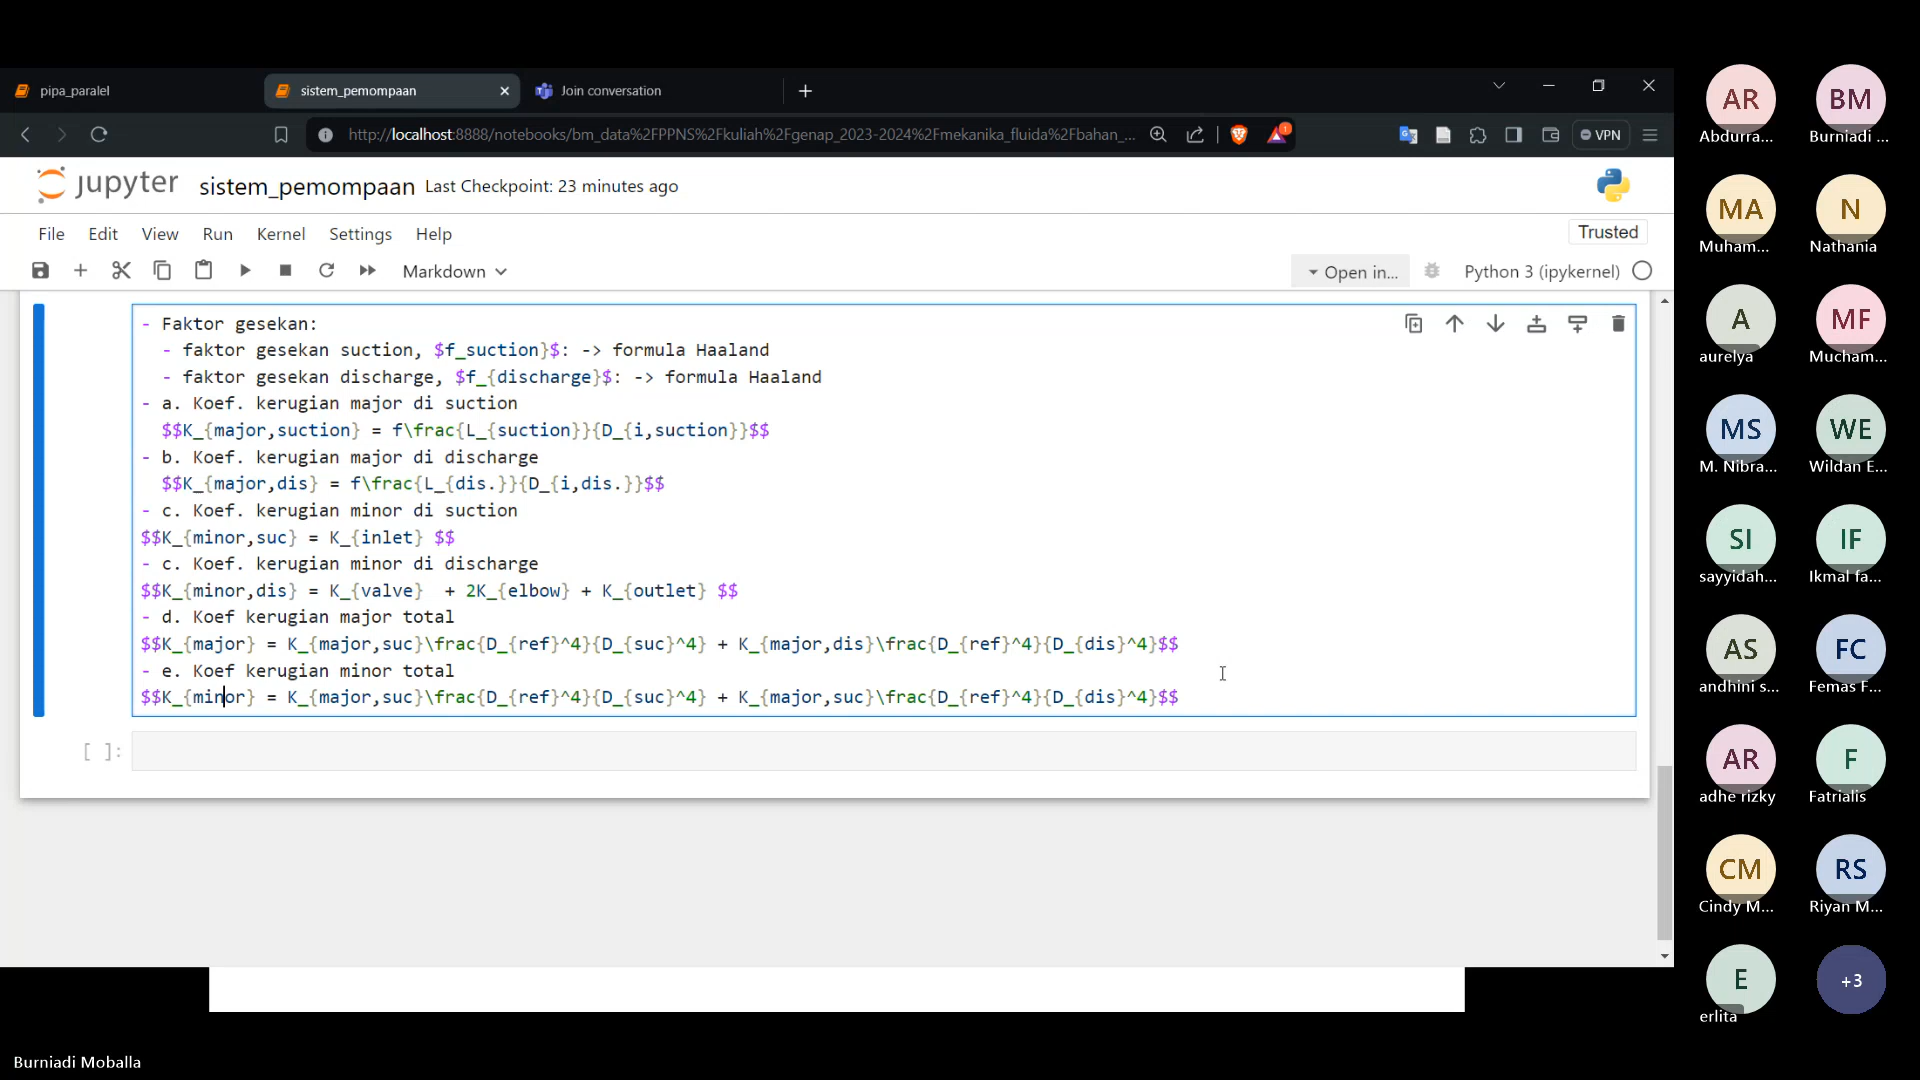 pipa_paralel
sistem_pemompaan
Join conversation
http://localhost:8888/notebooks/bm_data%2FPPNS%2Fkuliah%2Fgenap_2023-2024%2Fmekanika_fluida%2Fbahan_...
1
VPN
jupyter
sistem_pemompaan Last Checkpoint: 23 minutes ago
File Edit View Run Kernel Settings Help
Trusted
Markdown
Open in...
Python 3 (ipykernel)
- Faktor gesekan:
- faktor gesekan suction, $f_suction}$: -> formula Haaland
- faktor gesekan discharge, $f_{discharge}$: -> formula Haaland
- a. Koef. kerugian major di suction
$$K_{major,suction} = f\frac{L_{suction}}{D_{i,suction}}$$
- b. Koef. kerugian major di discharge
$$K_{major,dis} = f\frac{L_{dis.}}{D_{i,dis.}}$$
- c. Koef. kerugian minor di suction
$$K_{minor,suc} = K_{inlet} $$
- c. Koef. kerugian minor di discharge
$$K_{minor,dis} = K_{valve}  + 2K_{elbow} + K_{outlet} $$
- d. Koef kerugian major total
$$K_{major} = K_{major,suc}\frac{D_{ref}^4}{D_{suc}^4} + K_{major,dis}\frac{D_{ref}^4}{D_{dis}^4}$$
- e. Koef kerugian minor total
$$K_{minor} = K_{major,suc}\frac{D_{ref}^4}{D_{suc}^4} + K_{major,suc}\frac{D_{ref}^4}{D_{dis}^4}$$
[ ]:
AR
Abdurra...
BM
Burniadi ...
MA
Muham...
N
Nathania
A
aurelya
MF
Mucham...
MS
M. Nibra...
WE
Wildan E...
SI
sayyidah...
IF
Ikmal fa...
AS
andhini s...
FC
Femas F...
AR
adhe rizky
F
Fatrialis
CM
Cindy M...
RS
Riyan M...
E
erlita
+3
Burniadi Moballa